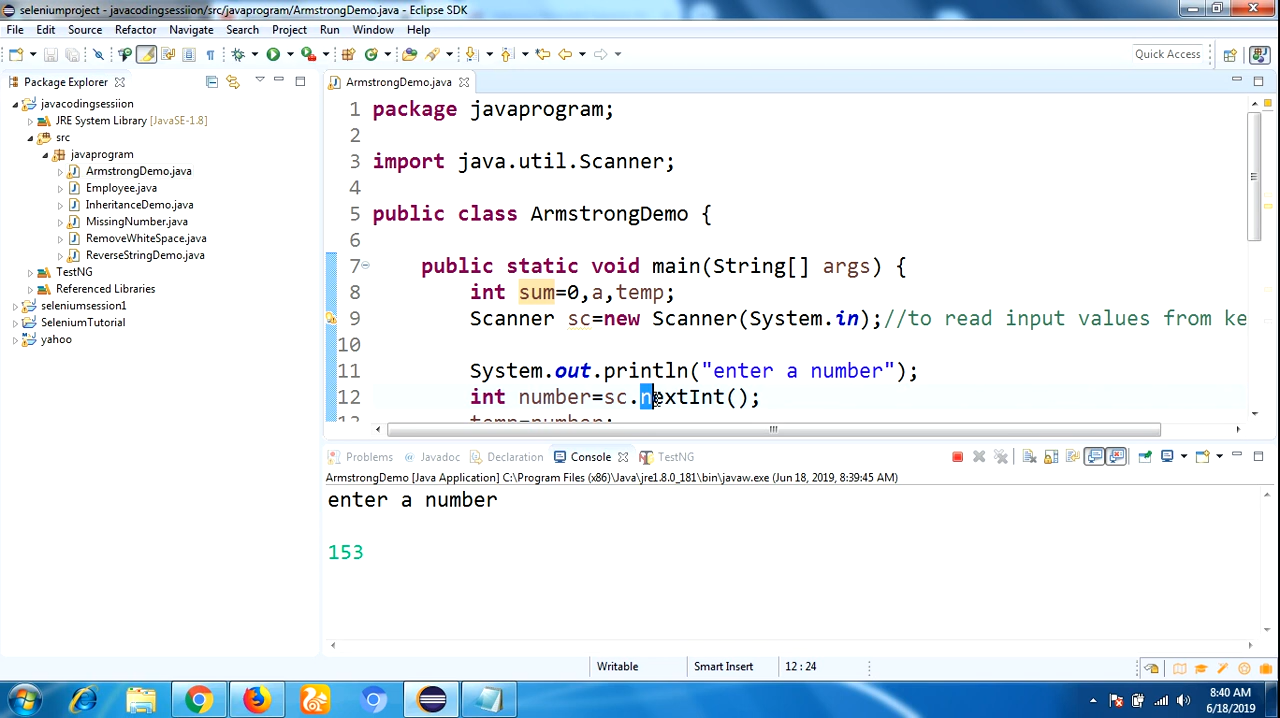 seleniumproject - javacodingsessiion/src/javaprogram/ArmstrongDemo.java - Eclipse SDK
File Edit Source Refactor Navigate Search Project Run Window Help
Quick Access
Package Explorer
javacodingsessiion
JRE System Library [JavaSE-1.8]
src
javaprogram
ArmstrongDemo.java
Employee.java
InheritanceDemo.java
MissingNumber.java
RemoveWhiteSpace.java
ReverseStringDemo.java
TestNG
Referenced Libraries
seleniumsession1
SeleniumTutorial
yahoo
ArmstrongDemo.java
1 package javaprogram;
2
3 import java.util.Scanner;
4
5 public class ArmstrongDemo {
6
7 public static void main(String[] args) {
8 int sum=0,a,temp;
9 Scanner sc=new Scanner(System.in);//to read input values from ke
10
11 System.out.println("enter a number");
12 int number=sc.nextInt();
13 temp=number;
Problems Javadoc Declaration Console TestNG
ArmstrongDemo [Java Application] C:\Program Files (x86)\Java\jre1.8.0_181\bin\javaw.exe (Jun 18, 2019, 8:39:45 AM)
enter a number
153
Writable Smart Insert 12 : 24
8:40 AM
6/18/2019